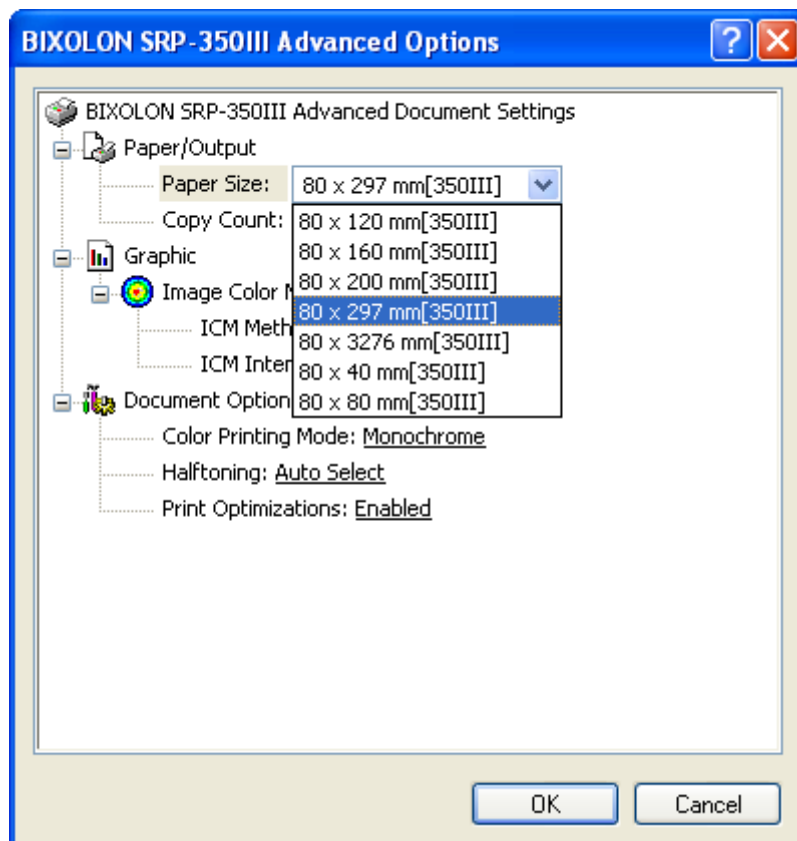 BIXOLON SRP-350III Advanced Options
BIXOLON SRP-350III Advanced Document Settings
Paper/Output
Paper Size: 80 x 297 mm[350III]
Copy Count:
80 x 120 mm[350III]
80 x 160 mm[350III]
80 x 200 mm[350III]
80 x 297 mm[350III]
80 x 3276 mm[350III]
80 x 40 mm[350III]
80 x 80 mm[350III]
Graphic
Image Color
ICM Meth
ICM Inter
Document Option
Color Printing Mode: Monochrome
Halftoning: Auto Select
Print Optimizations: Enabled
OK
Cancel